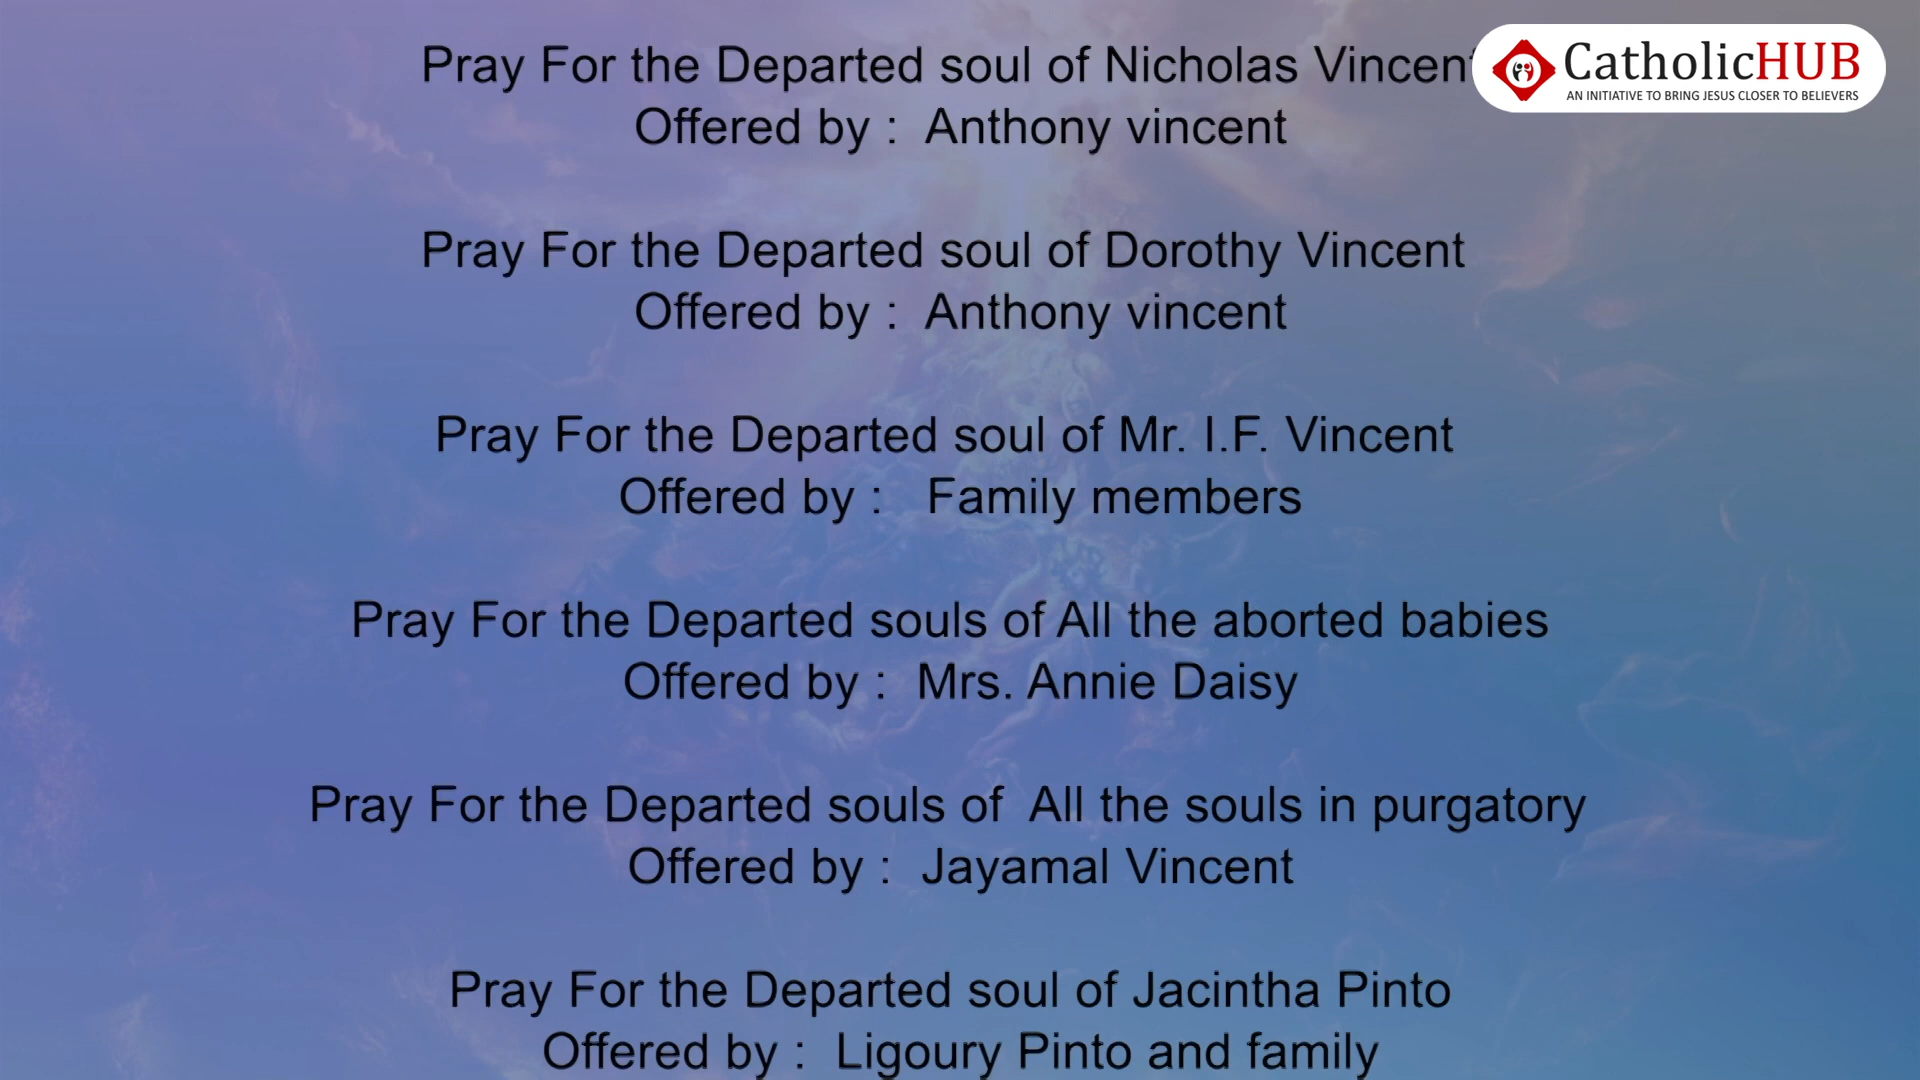 Pray For the Departed soul of Nicholas Vincent
CatholicHUB
AN INITIATIVE TO BRING JESUS CLOSER TO BELIEVERS
Offered by : Anthony vincent
Pray For the Departed soul of Dorothy Vincent
Offered by : Anthony vincent
Pray For the Departed soul of Mr. I.F. Vincent
Offered by : Family members
Pray For the Departed souls of All the aborted babies
Offered by : Mrs. Annie Daisy
Pray For the Departed souls of All the souls in purgatory
Offered by : Jayamal Vincent
Pray For the Departed soul of Jacintha Pinto
Offered by : Ligoury Pinto and family